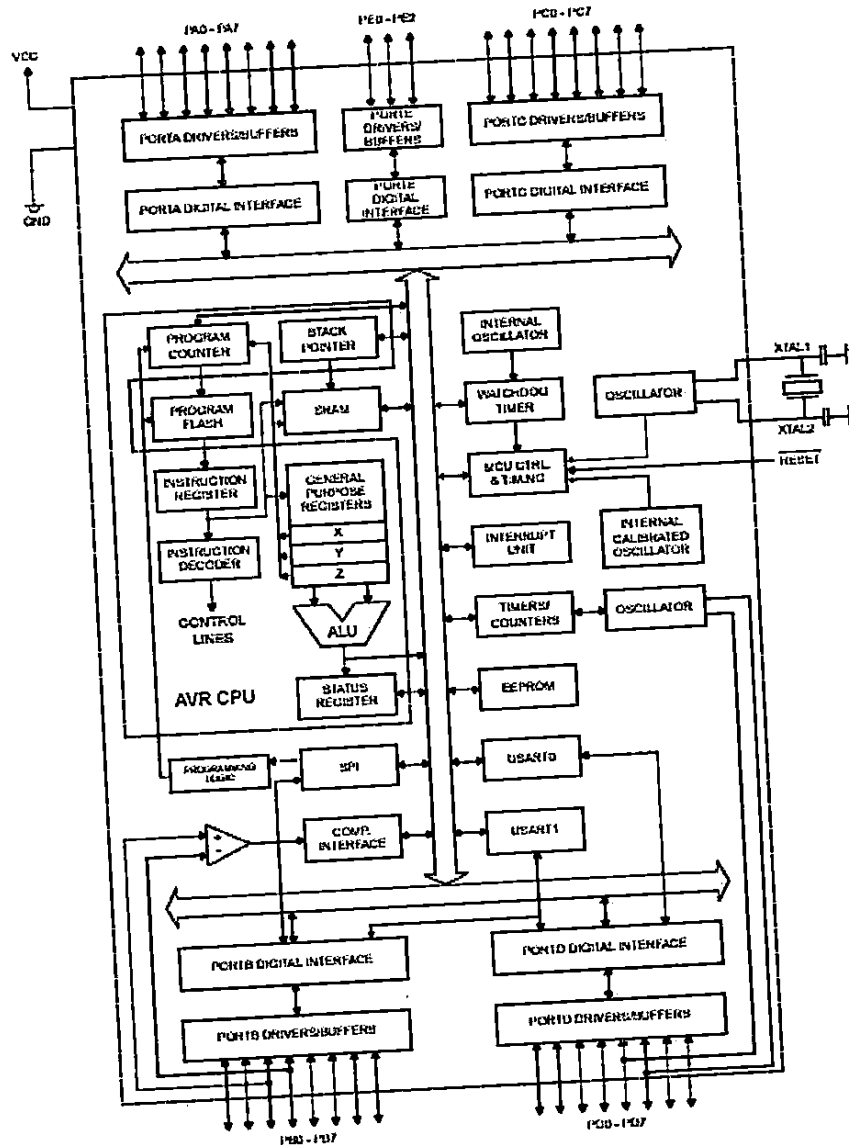 PA0 - PA7
PE0 - PE2
PC0 - PC7
VCC
GND
PORTA DRIVERS/BUFFERS
PORTE
DRIVERS/
BUFFERS
PORTC DRIVERS/BUFFERS
PORTA DIGITAL INTERFACE
PORTE
DIGITAL
INTERFACE
PORTC DIGITAL INTERFACE
PROGRAM
COUNTER
STACK
POINTER
INTERNAL
OSCILLATOR
XTAL1
PROGRAM
FLASH
SRAM
WATCHDOG
TIMER
OSCILLATOR
XTAL2
INSTRUCTION
REGISTER
GENERAL
PURPOSE
REGISTERS
MCU CTRL
& TIMING
RESET
X
Y
Z
INSTRUCTION
DECODER
INTERRUPT
UNIT
INTERNAL
CALIBRATED
OSCILLATOR
CONTROL
LINES
ALU
TIMERS/
COUNTERS
OSCILLATOR
AVR CPU
STATUS
REGISTER
EEPROM
PROGRAMMING
LOGIC
SPI
USART0
+
-
COMP.
INTERFACE
USART1
PORTB DIGITAL INTERFACE
PORTD DIGITAL INTERFACE
PORTB DRIVERS/BUFFERS
PORTD DRIVERS/BUFFERS
PB0 - PB7
PD0 - PD7